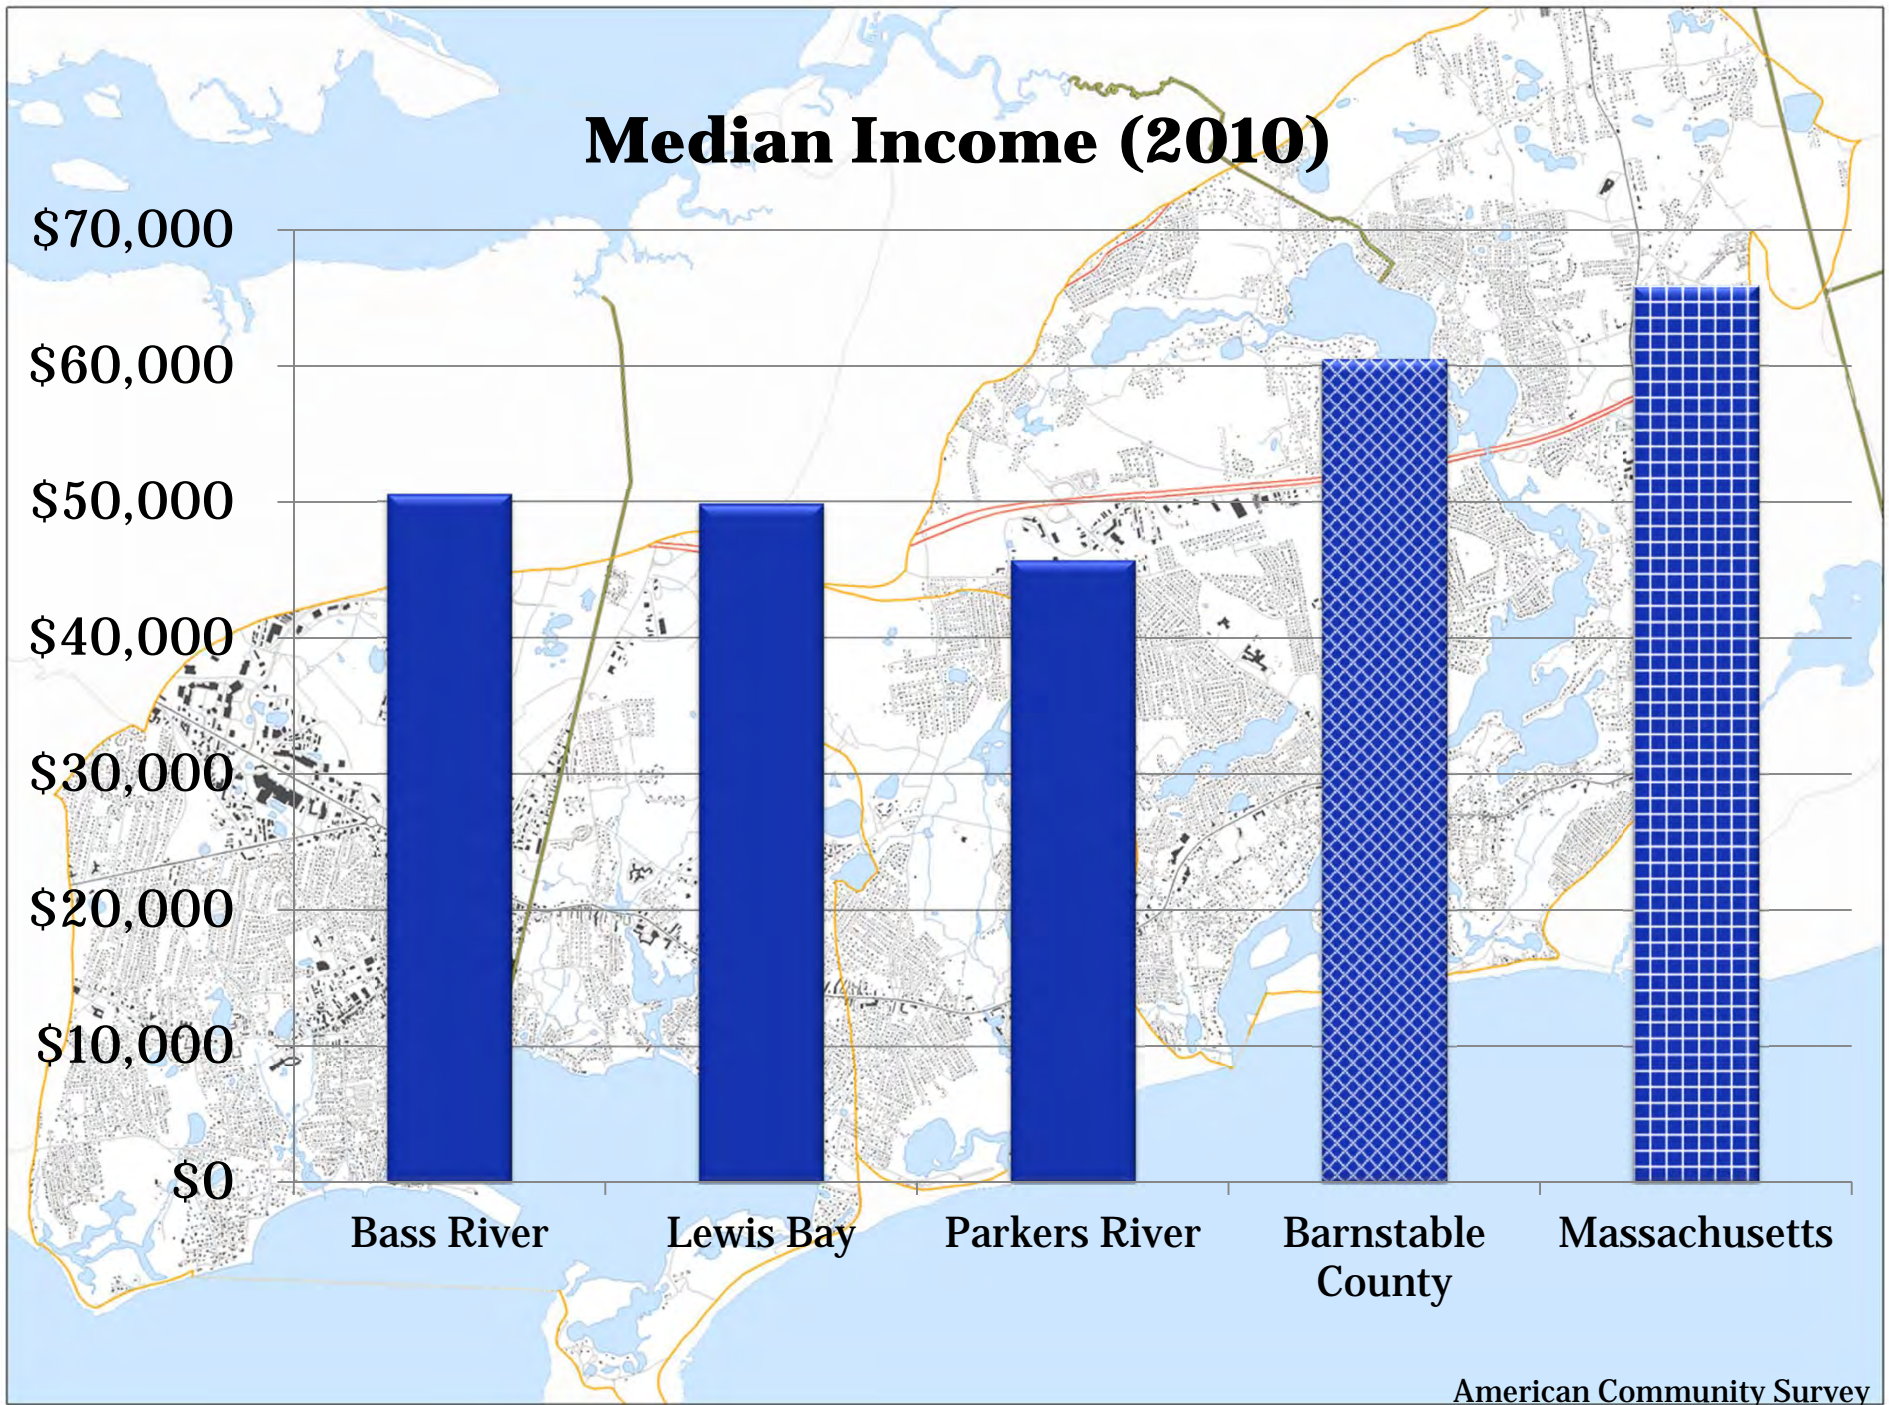 Median Income (2010)
$70,000
$60,000
$50,000
$40,000
$30,000
$20,000
$10,000
$0
Bass River
Lewis Bay
Parkers River
Barnstable
County
Massachusetts
American Community Survey